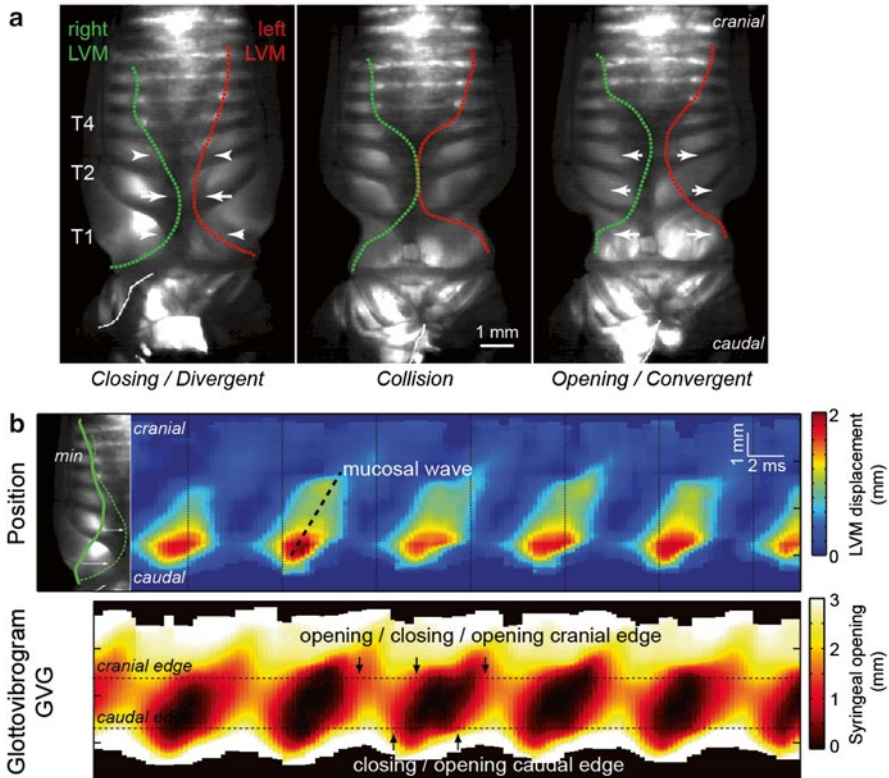 a
right LVM
left LVM
cranial
T4
T2
T1
1 mm
caudal
Closing / Divergent
Collision
Opening / Convergent
b
Position
min
cranial
mucosal wave
caudal
1 mm
2 ms
2
0
LVM displacement (mm)
Glottovibrogram GVG
opening / closing / opening cranial edge
cranial edge
caudal edge
closing / opening caudal edge
3
2
1
0
Syringeal opening (mm)